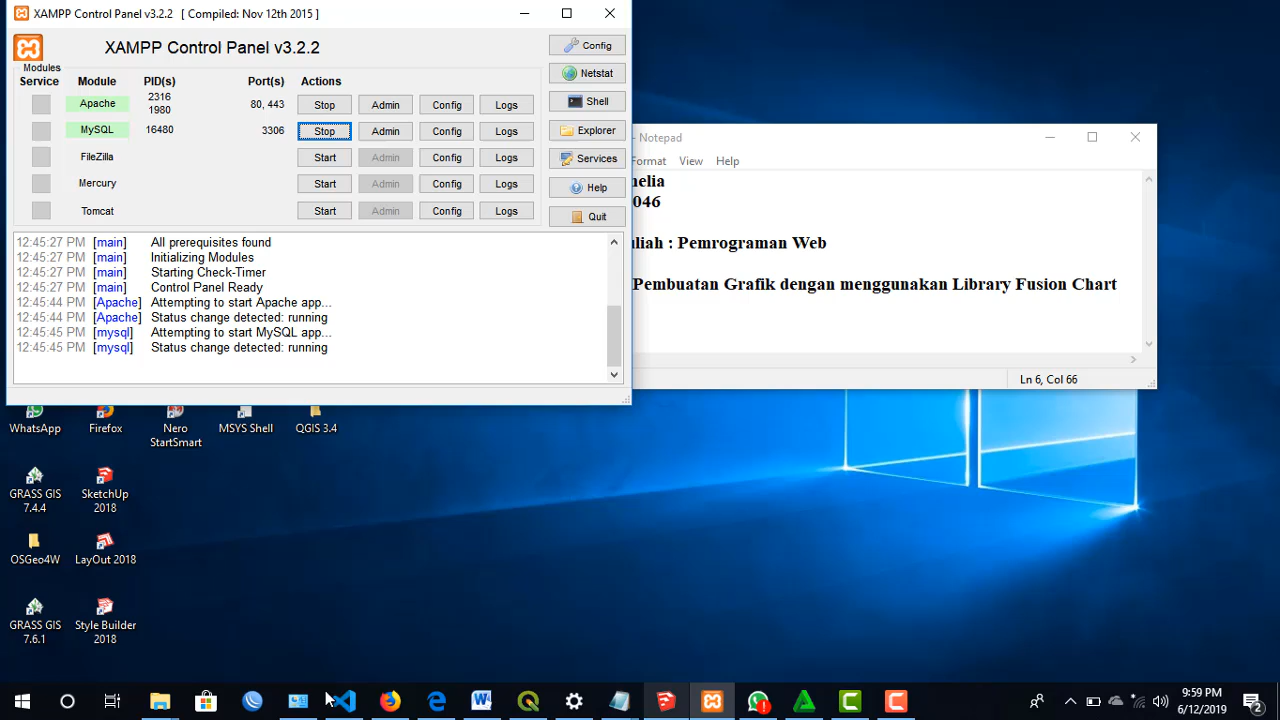 XAMPP Control Panel v3.2.2 [ Compiled: Nov 12th 2015 ]
XAMPP Control Panel v3.2.2
Config
Modules
Service Module PID(s) Port(s) Actions
Netstat
Apache 2316 1980 80, 443 Stop Admin Config Logs
Shell
MySQL 16480 3306 Stop Admin Config Logs
Explorer
FileZilla Start Admin Config Logs
Services
Mercury Start Admin Config Logs
Help
Tomcat Start Admin Config Logs
Quit
12:45:27 PM [main] All prerequisites found
12:45:27 PM [main] Initializing Modules
12:45:27 PM [main] Starting Check-Timer
12:45:27 PM [main] Control Panel Ready
12:45:44 PM [Apache] Attempting to start Apache app...
12:45:44 PM [Apache] Status change detected: running
12:45:45 PM [mysql] Attempting to start MySQL app...
12:45:45 PM [mysql] Status change detected: running
- Notepad
Format View Help
elia
046
uliah : Pemrograman Web
Pembuatan Grafik dengan menggunakan Library Fusion Chart
Ln 6, Col 66
WhatsApp
Firefox
Nero
StartSmart
MSYS Shell
QGIS 3.4
GRASS GIS
7.4.4
SketchUp
2018
OSGeo4W
LayOut 2018
GRASS GIS
7.6.1
Style Builder
2018
9:59 PM
6/12/2019
2